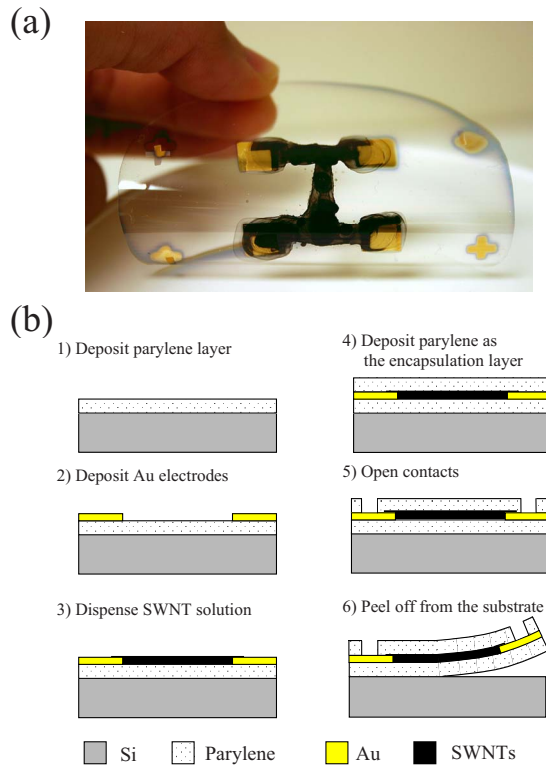 (a)
(b)
1) Deposit parylene layer
2) Deposit Au electrodes
3) Dispense SWNT solution
4) Deposit parylene as
the encapsulation layer
5) Open contacts
6) Peel off from the substrate
Si
Parylene
Au
SWNTs